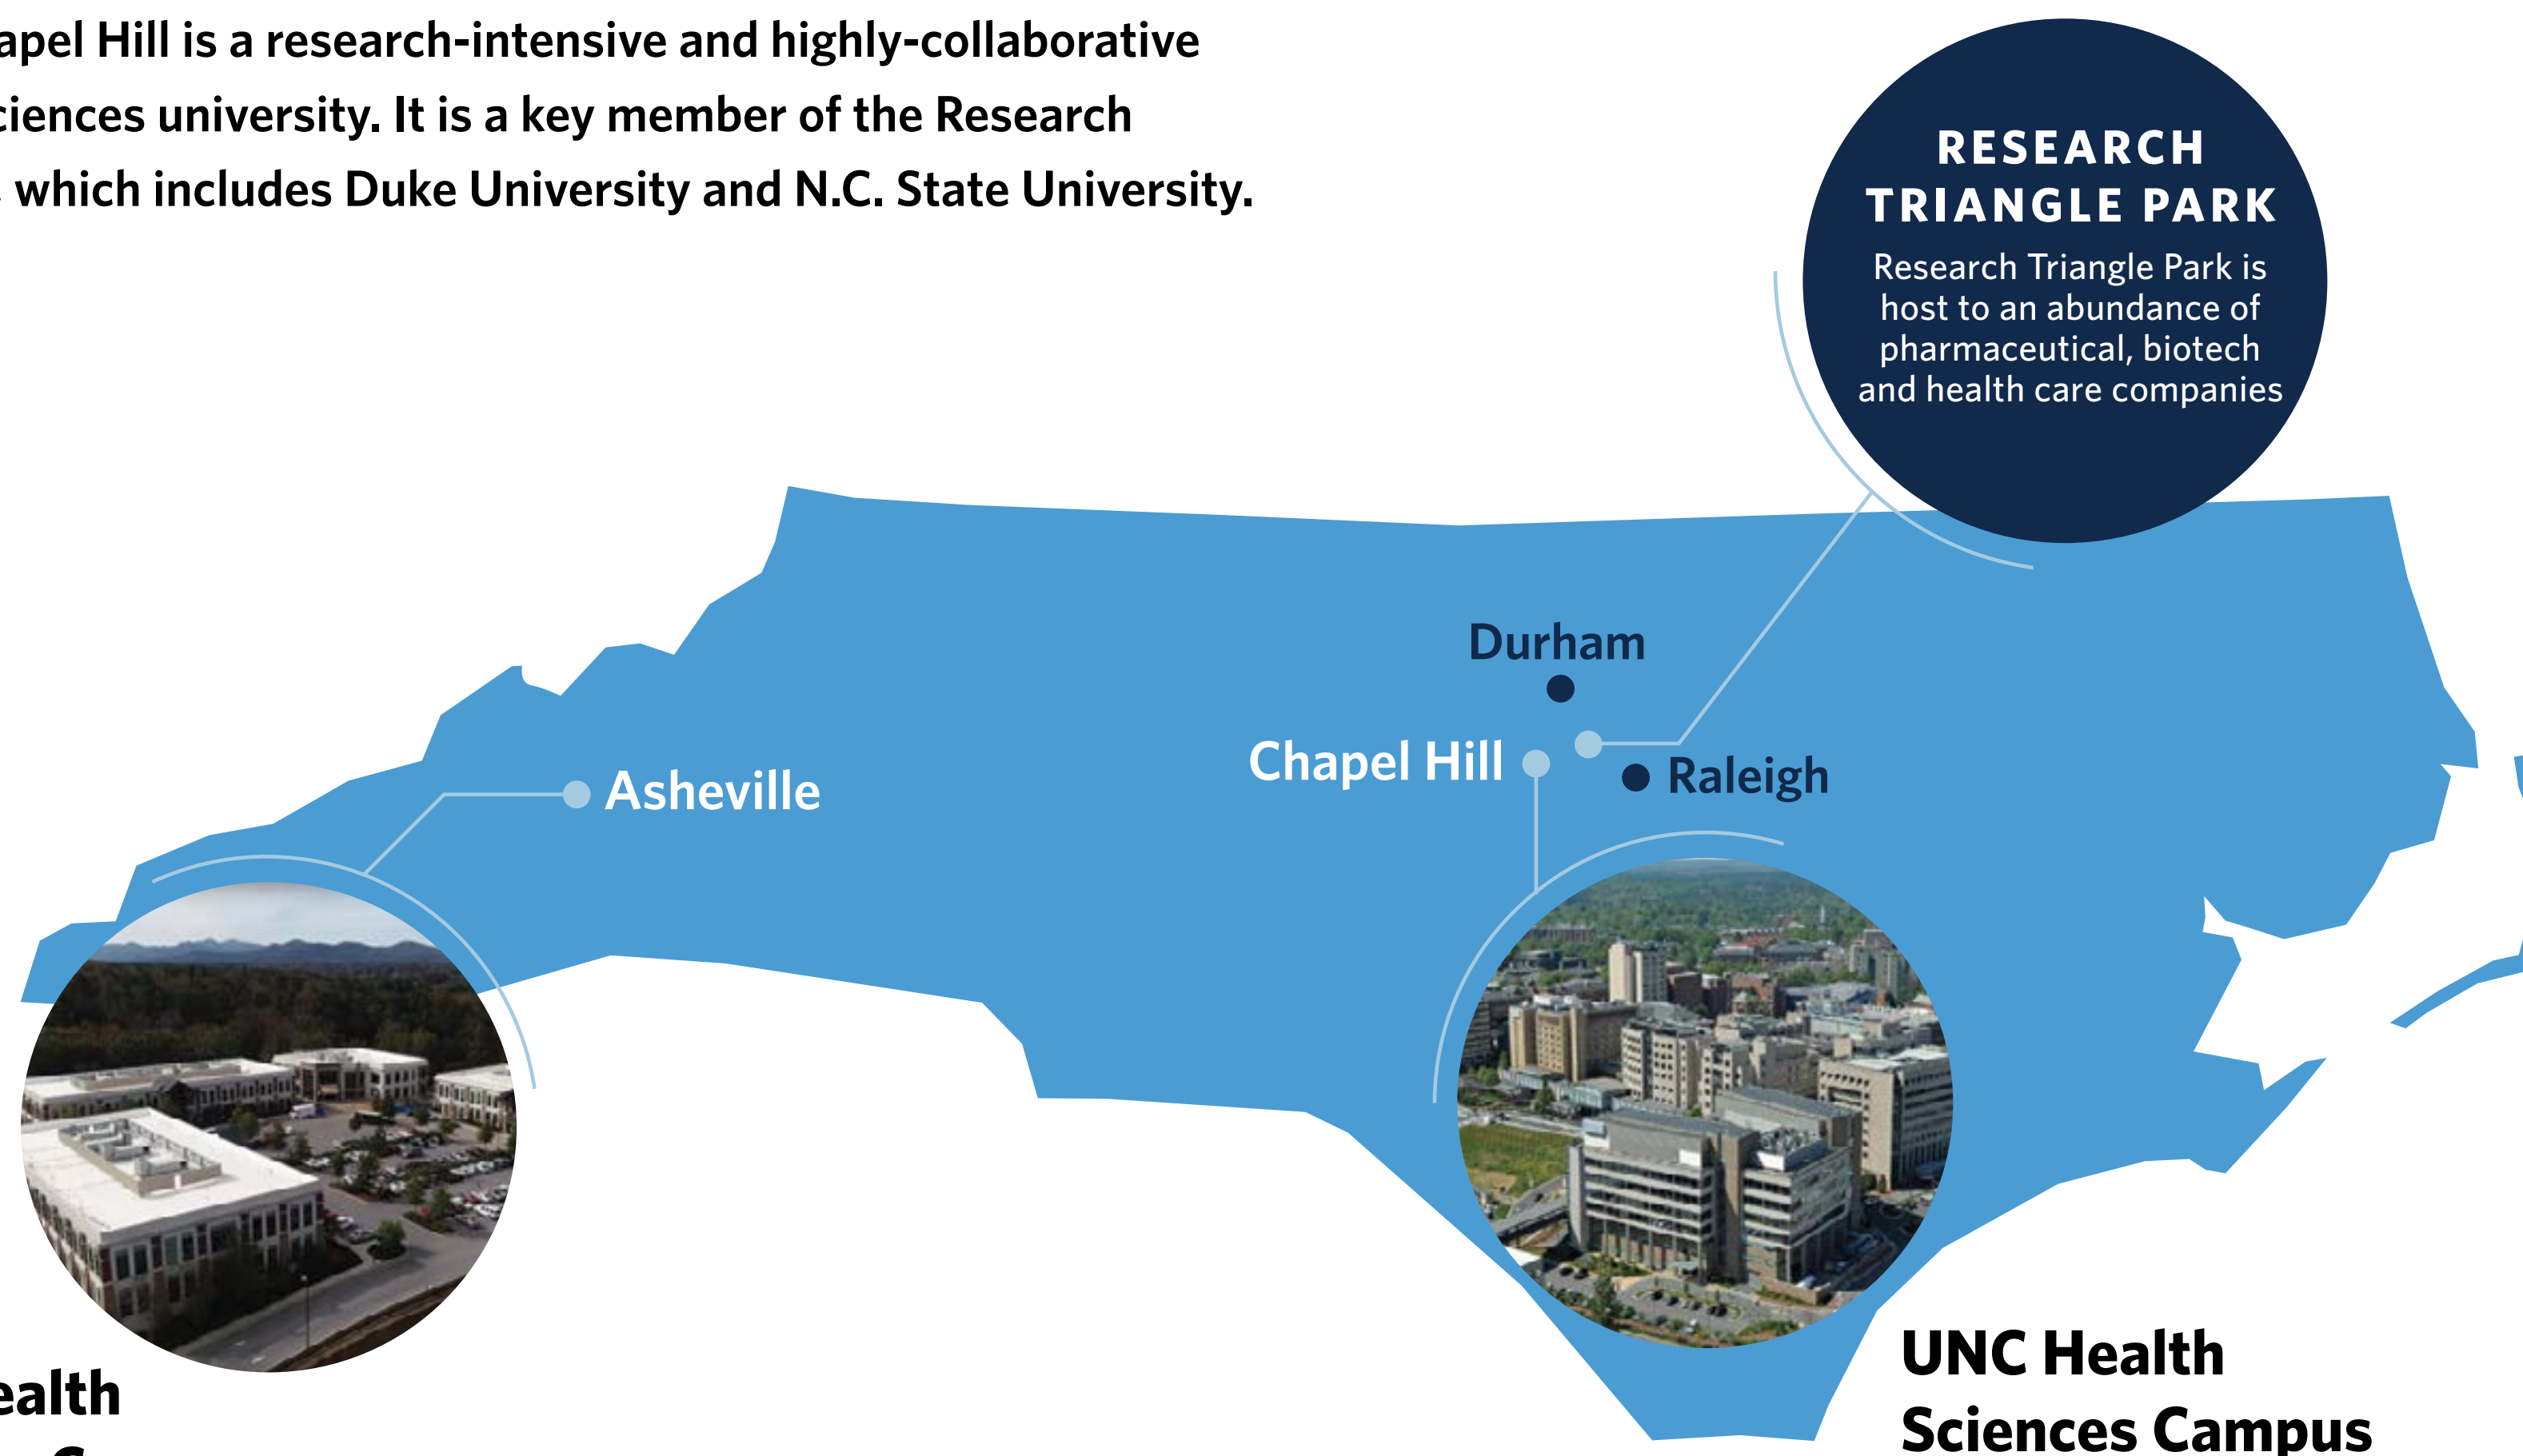 apel Hill is a research-intensive and highly-collaborative
ciences university. It is a key member of the Research
, which includes Duke University and N.C. State University.
RESEARCH
TRIANGLE PARK
Research Triangle Park is
host to an abundance of
pharmaceutical, biotech
and health care companies
Durham
Chapel Hill
Raleigh
Asheville
UNC Health
Sciences Campus
ealth